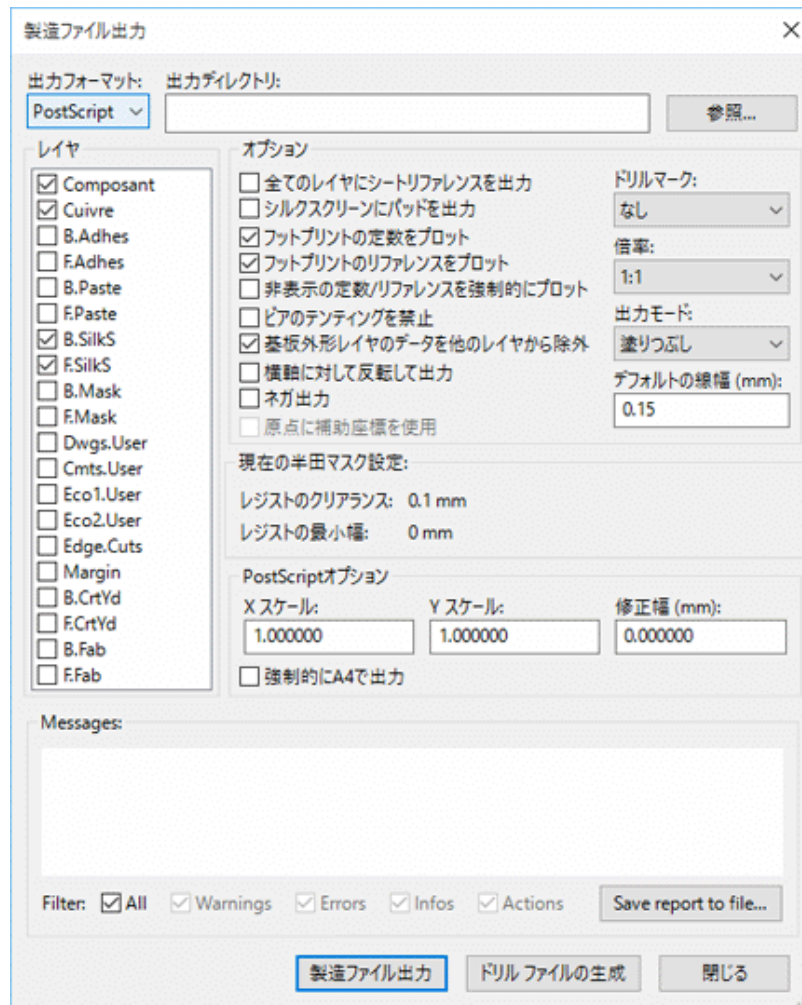 製造ファイル出力
出力フォーマット: 出力ディレクトリ:
PostScript 参照...
レイヤ
Composant
Cuivre
B.Adhes
F.Adhes
B.Paste
F.Paste
B.SilkS
F.SilkS
B.Mask
F.Mask
Dwgs.User
Cmts.User
Eco1.User
Eco2.User
Edge.Cuts
Margin
B.CrtYd
F.CrtYd
B.Fab
F.Fab
オプション
全てのレイヤにシートリファレンスを出力
シルクスクリーンにパッドを出力
フットプリントの定数をプロット
フットプリントのリファレンスをプロット
非表示の定数/リファレンスを強制的にプロット
ビアのテンティングを禁止
基板外形レイヤのデータを他のレイヤから除外
横軸に対して反転して出力
ネガ出力
原点に補助座標を使用
ドリルマーク:
なし
倍率:
1:1
出力モード:
塗りつぶし
デフォルトの線幅 (mm):
0.15
現在の半田マスク設定:
レジストのクリアランス: 0.1 mm
レジストの最小幅: 0 mm
PostScriptオプション
X スケール: Y スケール: 修正幅 (mm):
1.000000 1.000000 0.000000
強制的にA4で出力
Messages:
Filter: All Warnings Errors Infos Actions Save report to file...
製造ファイル出力 ドリル ファイルの生成 閉じる